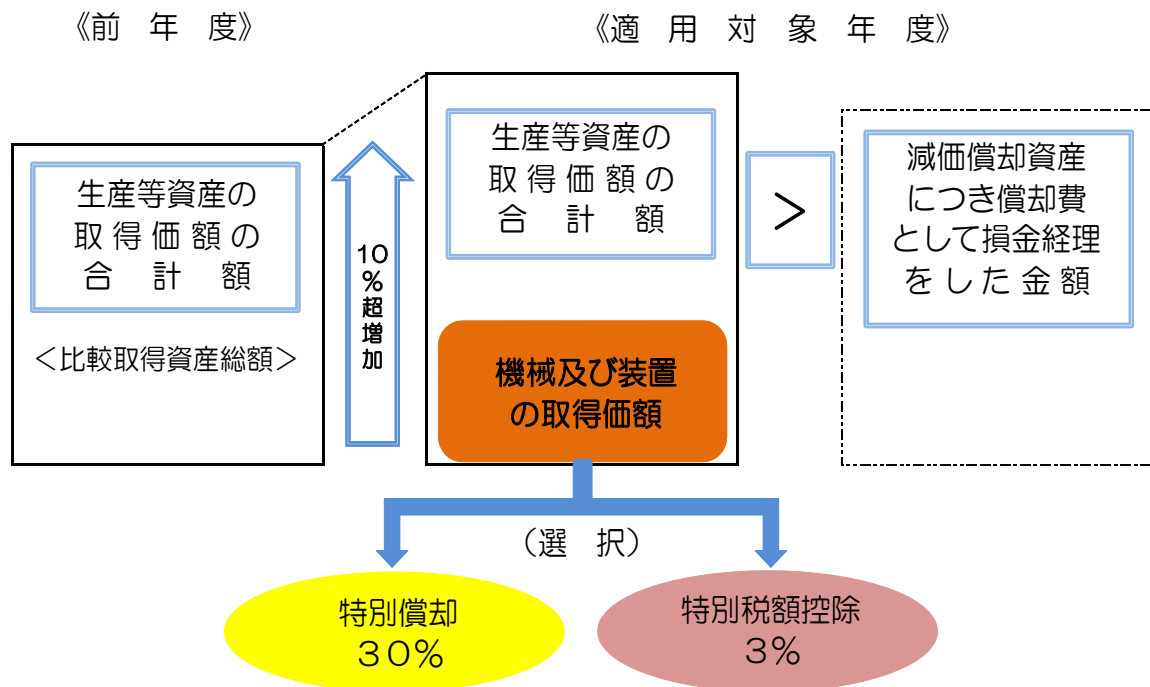 《前　年　度》
《適　用　対　象　年　度》
生産等資産の
取得価額の
合　計　額
＜比較取得資産総額＞
10
％
超
増
加
生産等資産の
取得価額の
合　計　額
機械及び装置
の取得価額
＞
減価償却資産
につき償却費
として損金経理
をした金額
（選　択）
特別償却
３０％
特別税額控除
３％